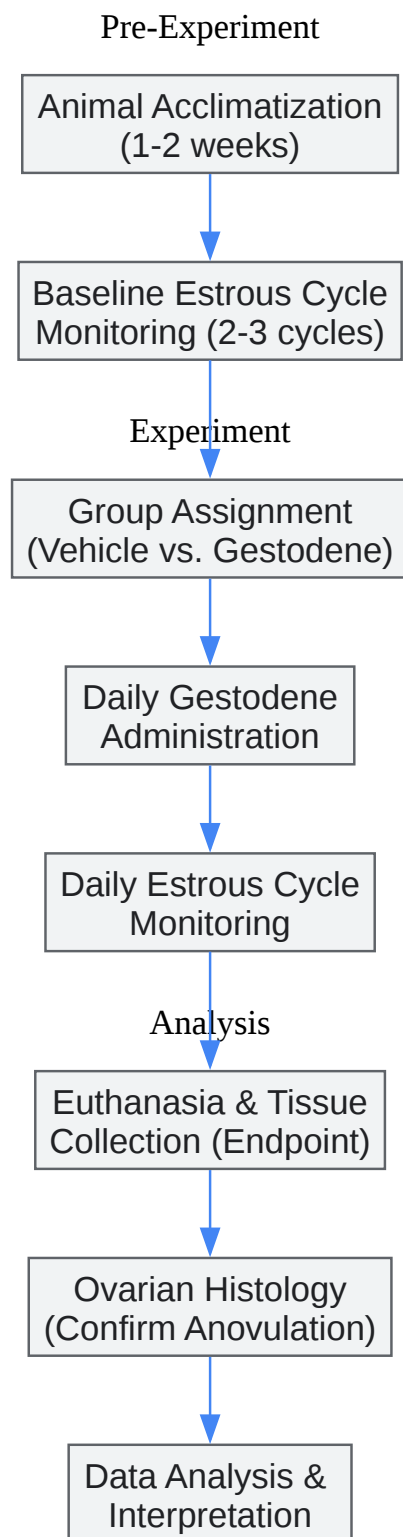 Pre-Experiment
Animal Acclimatization
(1-2 weeks)
Baseline Estrous Cycle
Monitoring (2-3 cycles)
Experiment
Group Assignment
(Vehicle vs. Gestodene)
Daily Gestodene
Administration
Daily Estrous Cycle
Monitoring
Analysis
Euthanasia & Tissue
Collection (Endpoint)
Ovarian Histology
(Confirm Anovulation)
Data Analysis &
Interpretation